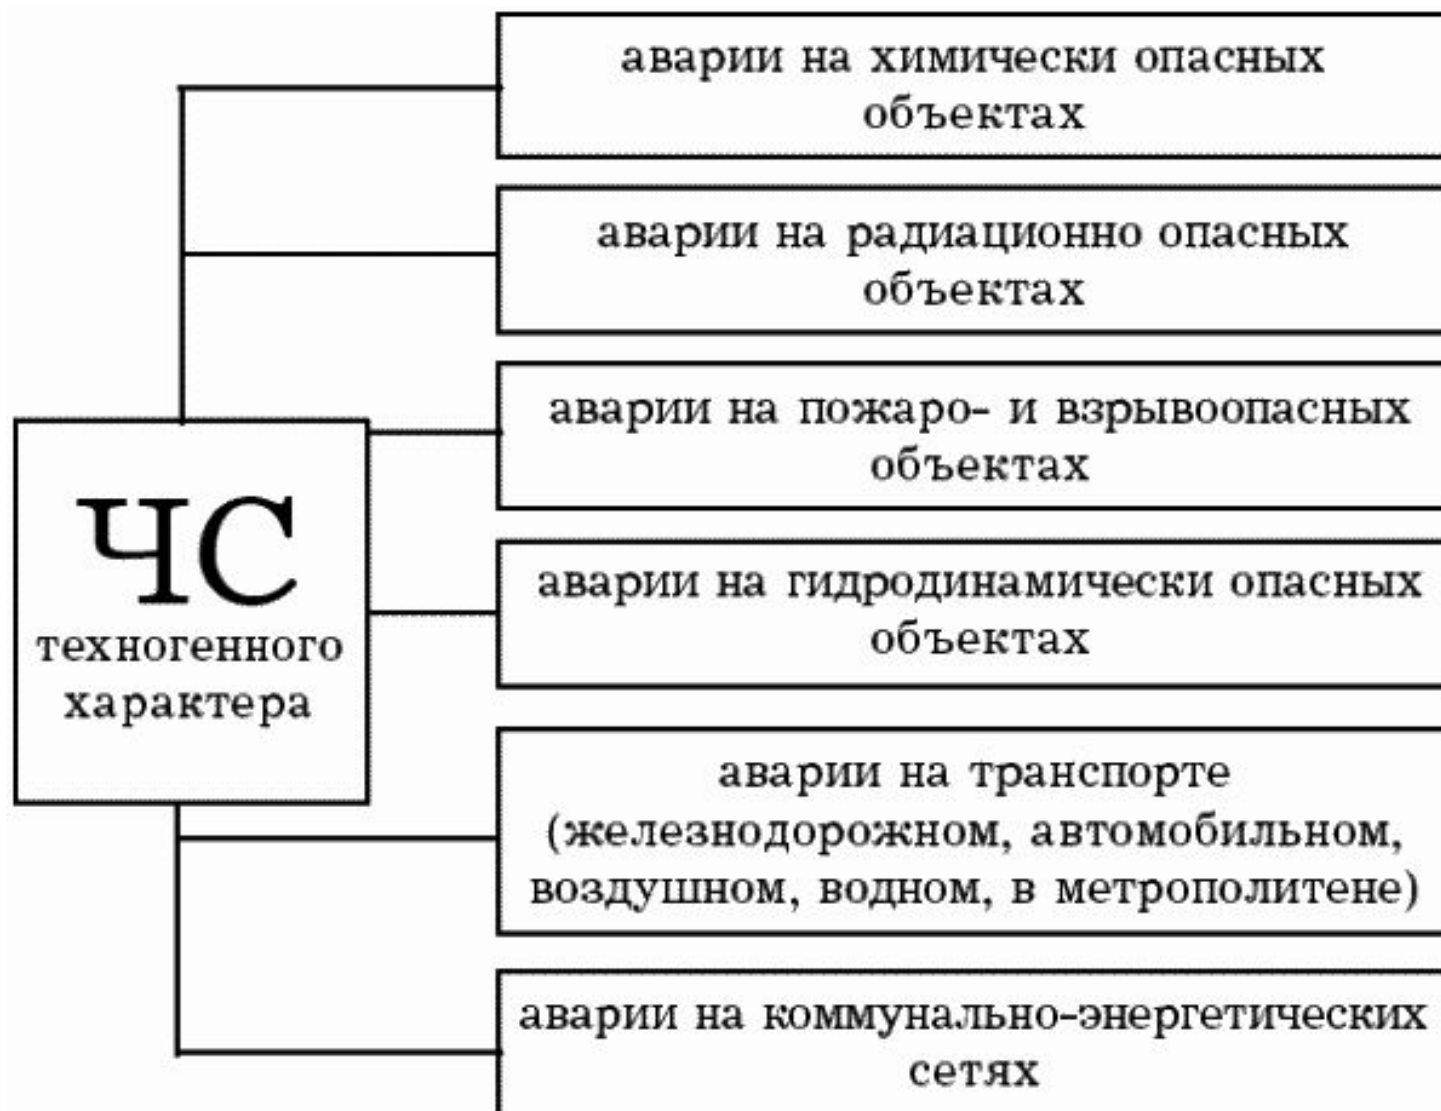 аварии на химически опасных
объектах
аварии на радиационно опасных
объектах
аварии на пожаро- и взрывоопасных
объектах
ЧС
техногенного
характера
аварии на гидродинамически опасных
объектах
аварии на транспорте
(железнодорожном, автомобильном,
воздушном, водном, в метрополитене)
аварии на коммунально-энергетических
сетях